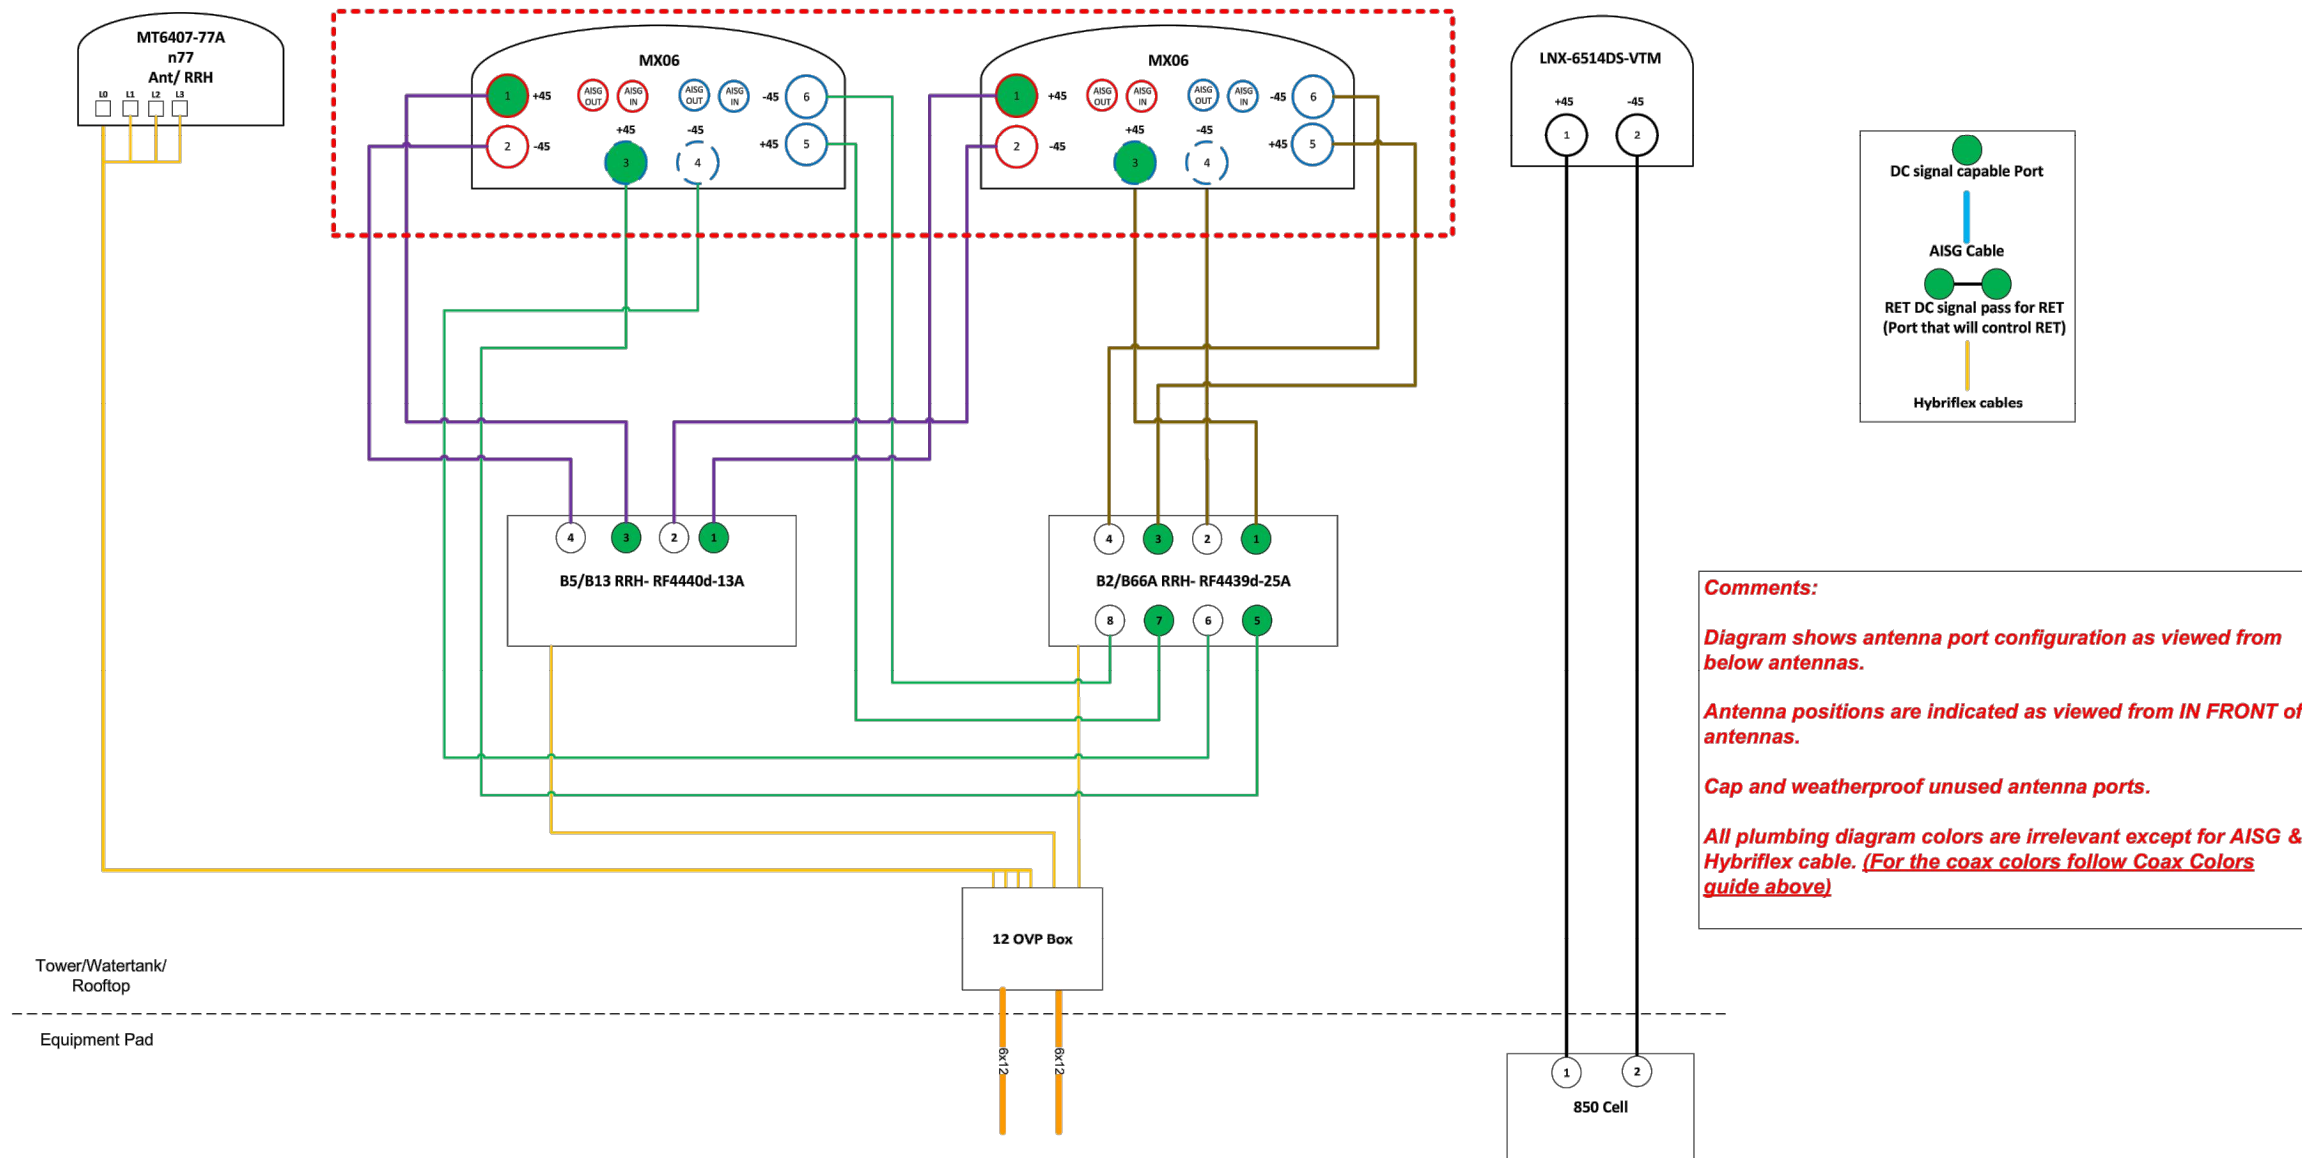 MT6407-77A
n77
Ant/ RRH
L0 L1 L2 L3
MX06
1 +45
2 -45
AISG OUT
AISG IN
AISG OUT
AISG IN
-45 6
+45 5
+45
3
-45
4
MX06
1 +45
2 -45
AISG OUT
AISG IN
AISG OUT
AISG IN
-45 6
+45 5
+45
3
-45
4
LNX-6514DS-VTM
+45 -45
1 2
DC signal capable Port
AISG Cable
RET DC signal pass for RET
(Port that will control RET)
Hybriflex cables
4 3 2 1
B5/B13 RRH- RF4440d-13A
4 3 2 1
B2/B66A RRH- RF4439d-25A
8 7 6 5
Comments:
Diagram shows antenna port configuration as viewed from
below antennas.
Antenna positions are indicated as viewed from IN FRONT of
antennas.
Cap and weatherproof unused antenna ports.
All plumbing diagram colors are irrelevant except for AISG &
Hybriflex cable. (For the coax colors follow Coax Colors
guide above)
12 OVP Box
Tower/Watertank/
Rooftop
Equipment Pad
6x12
6x12
1 2
850 Cell